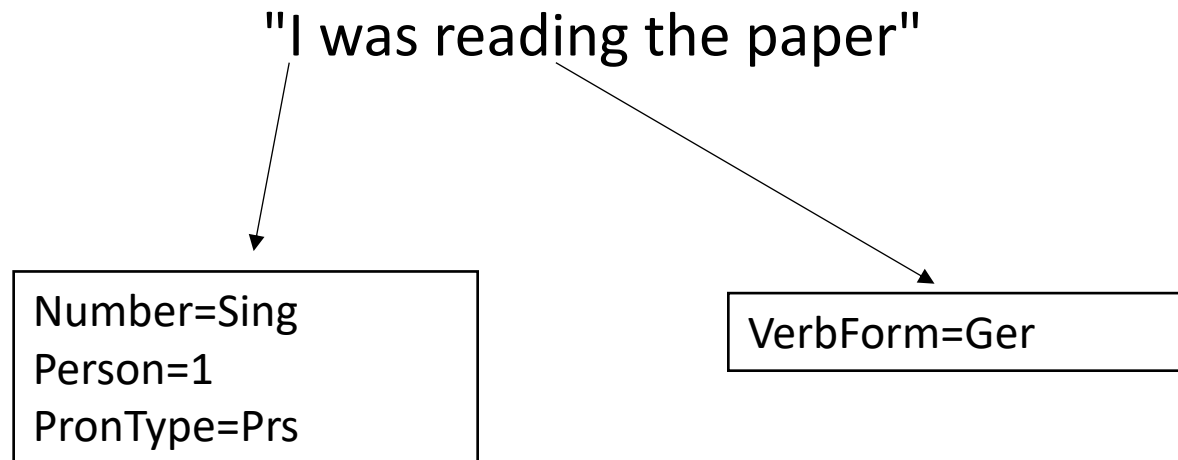 "I was reading the paper"
Number=Sing
Person=1
PronType=Prs
VerbForm=Ger